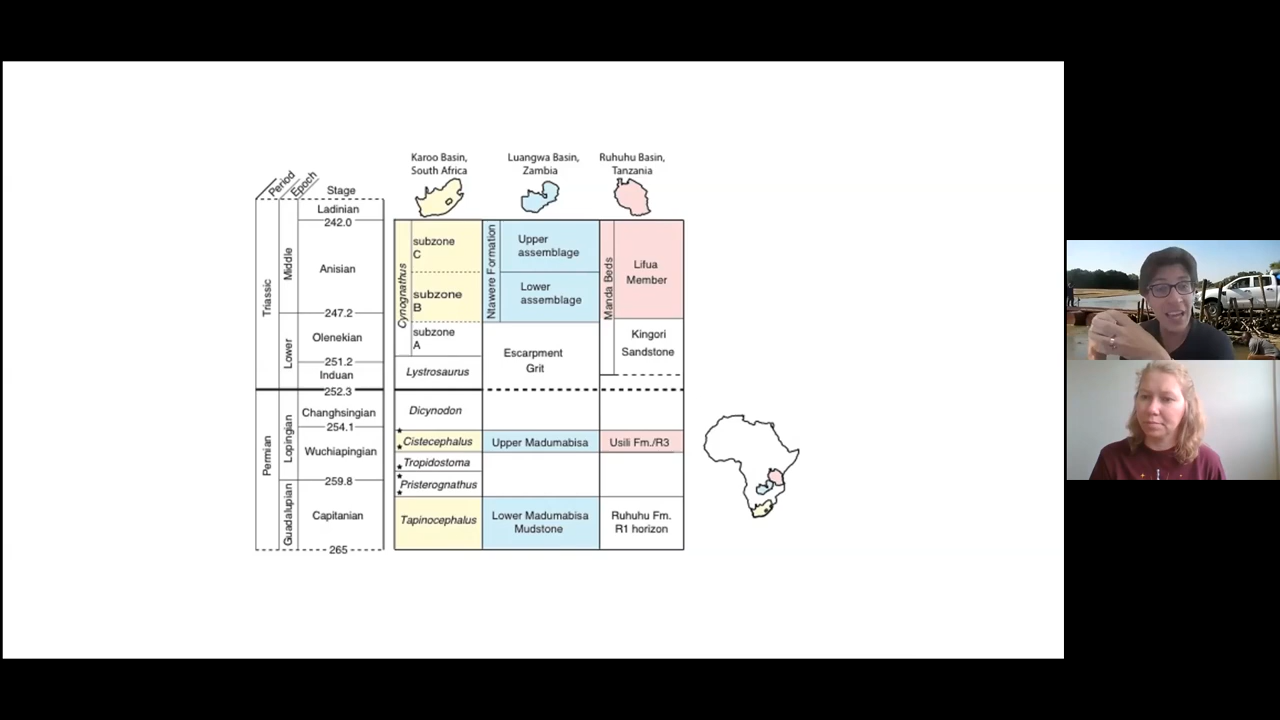 Karoo Basin,
South Africa
Luangwa Basin,
Zambia
Ruhuhu Basin,
Tanzania
Period
Epoch
Stage
Triassic
Middle
Lower
Permian
Lopingian
Guadalupian
Ladinian
242.0
Anisian
247.2
Olenekian
251.2
Induan
252.3
Changhsingian
254.1
Wuchiapingian
259.8
Capitanian
265
Cynognathus
subzone
C
subzone
B
subzone
A
Lystrosaurus
Dicynodon
Cistecephalus
Tropidostoma
Pristerognathus
Tapinocephalus
Ntawere Formation
Upper
assemblage
Lower
assemblage
Escarpment
Grit
Upper Madumabisa
Lower Madumabisa
Mudstone
Manda Beds
Lifua
Member
Kingori
Sandstone
Usili Fm./R3
Ruhuhu Fm.
R1 horizon